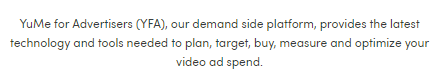 YuMe for Advertisers (YFA), our demand side platform, provides the latest
technology and tools needed to plan, target, buy, measure and optimize your
video ad spend.